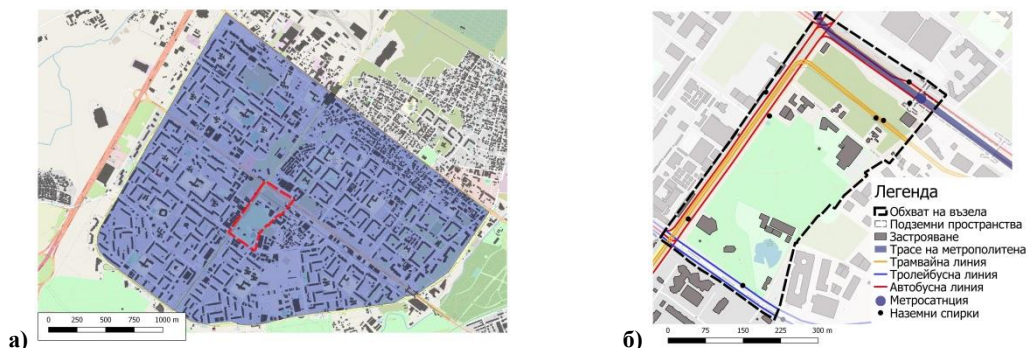 а)
0 250 500 750 1000 m
б)
Легенда
Обхват на възела
Подземни пространства
Застрояване
Трасе на метрополитена
Трамвайна линия
Тролейбусна линия
Автобусна линия
Метросатнция
Наземни спирки
0 75 150 225 300 m